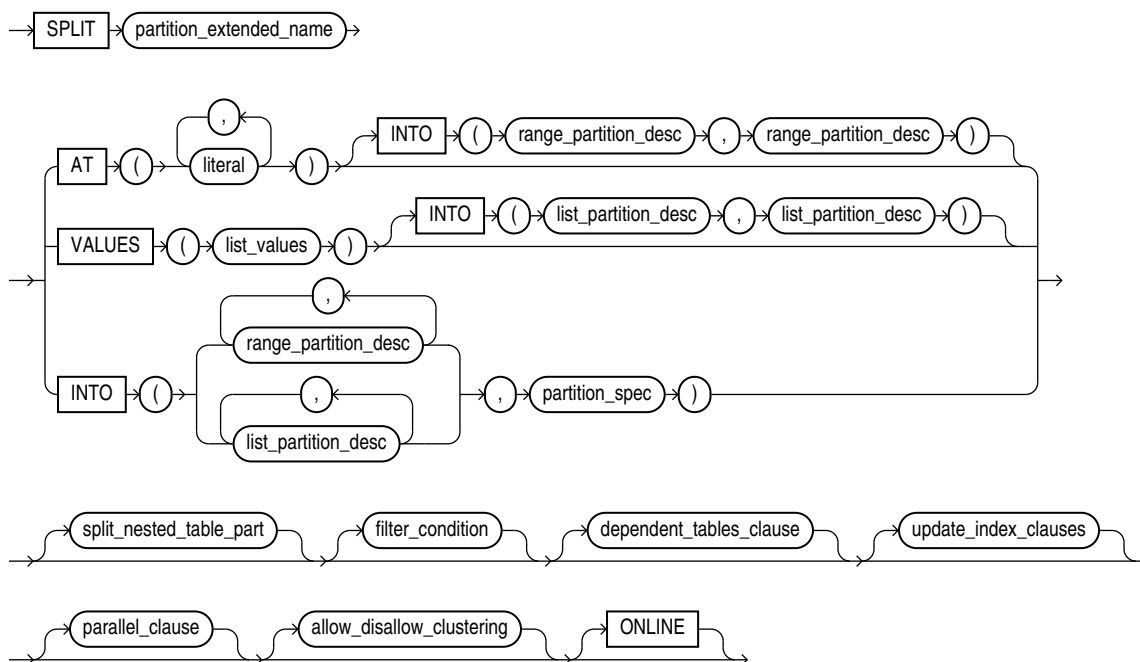 SPLIT partition_extended_name
,
INTO ( range_partition_desc , range_partition_desc )
AT ( literal )
INTO ( list_partition_desc , list_partition_desc )
VALUES ( list_values )
,
range_partition_desc
INTO ( , partition_spec )
,
list_partition_desc
split_nested_table_part filter_condition dependent_tables_clause update_index_clauses
parallel_clause allow_disallow_clustering ONLINE